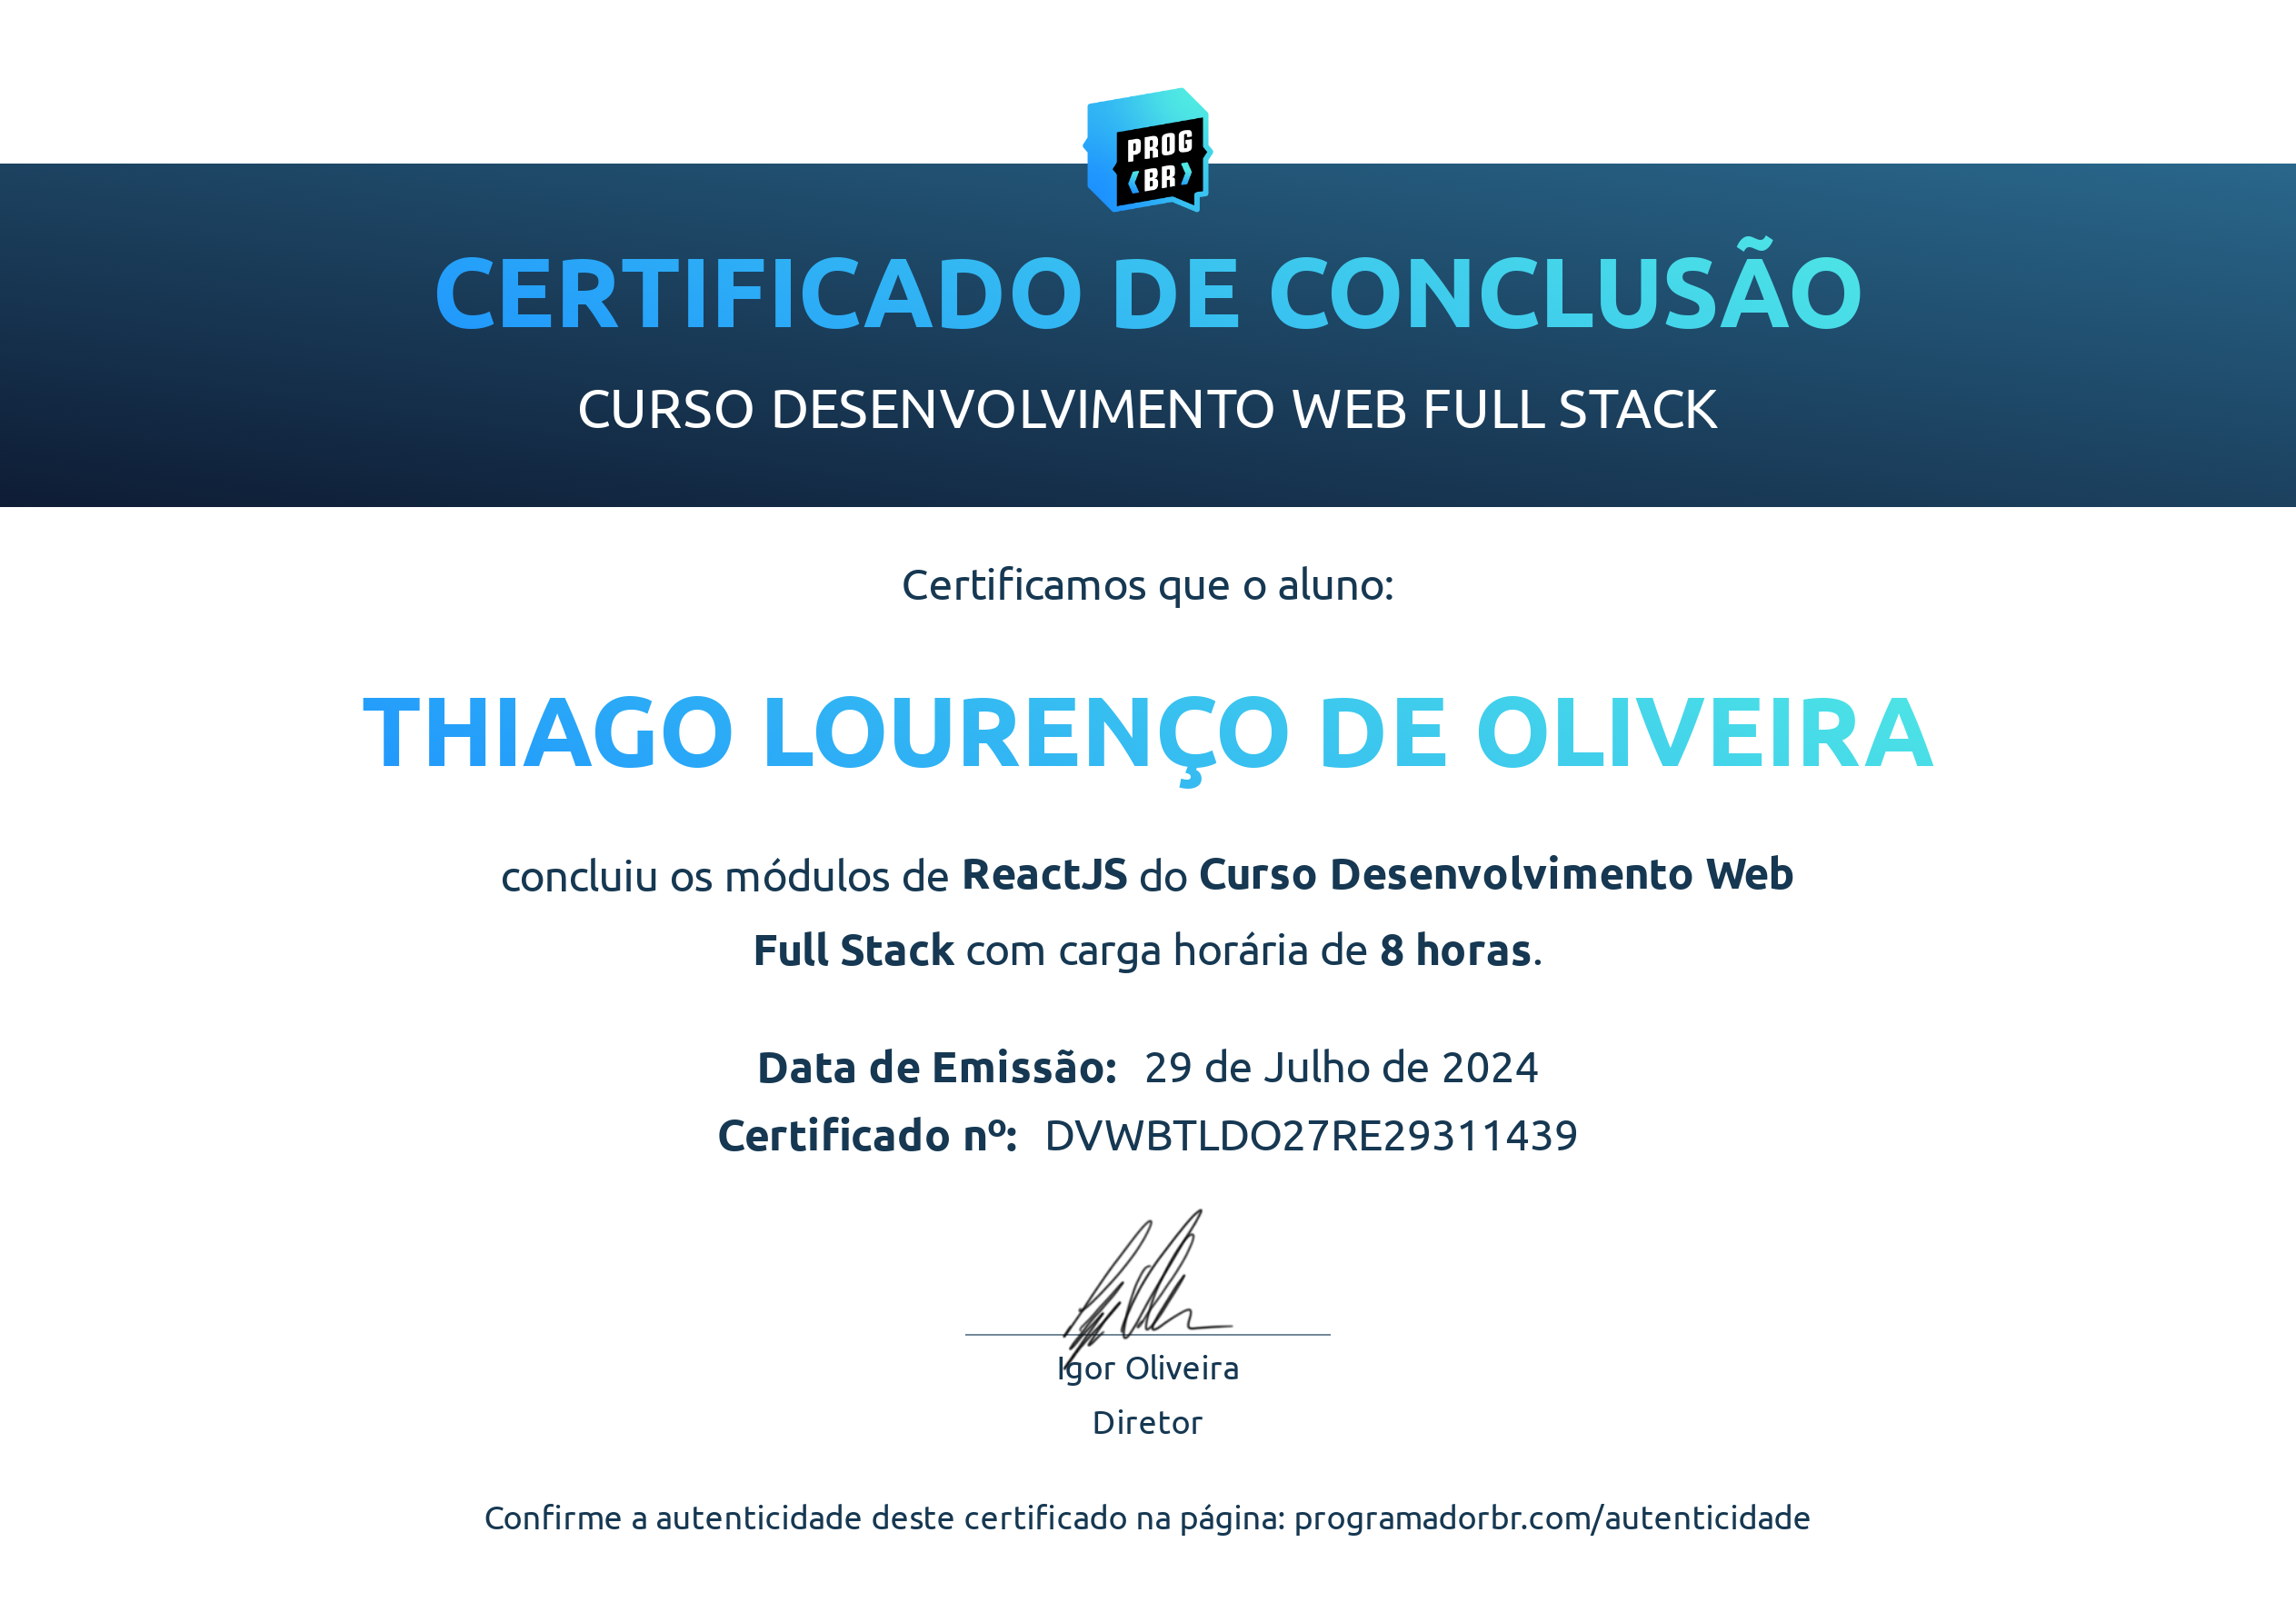 PROG
‹BR›
CERTIFICADO DE CONCLUSÃO
CURSO DESENVOLVIMENTO WEB FULL STACK
Certificamos que o aluno:
THIAGO LOURENÇO DE OLIVEIRA
concluiu os módulos de ReactJS do Curso Desenvolvimento Web
Full Stack com carga horária de 8 horas.
Data de Emissão: 29 de Julho de 2024
Certificado nº: DVWBTLDO27RE29311439
Igor Oliveira
Diretor
Confirme a autenticidade deste certificado na página: programadorbr.com/autenticidade